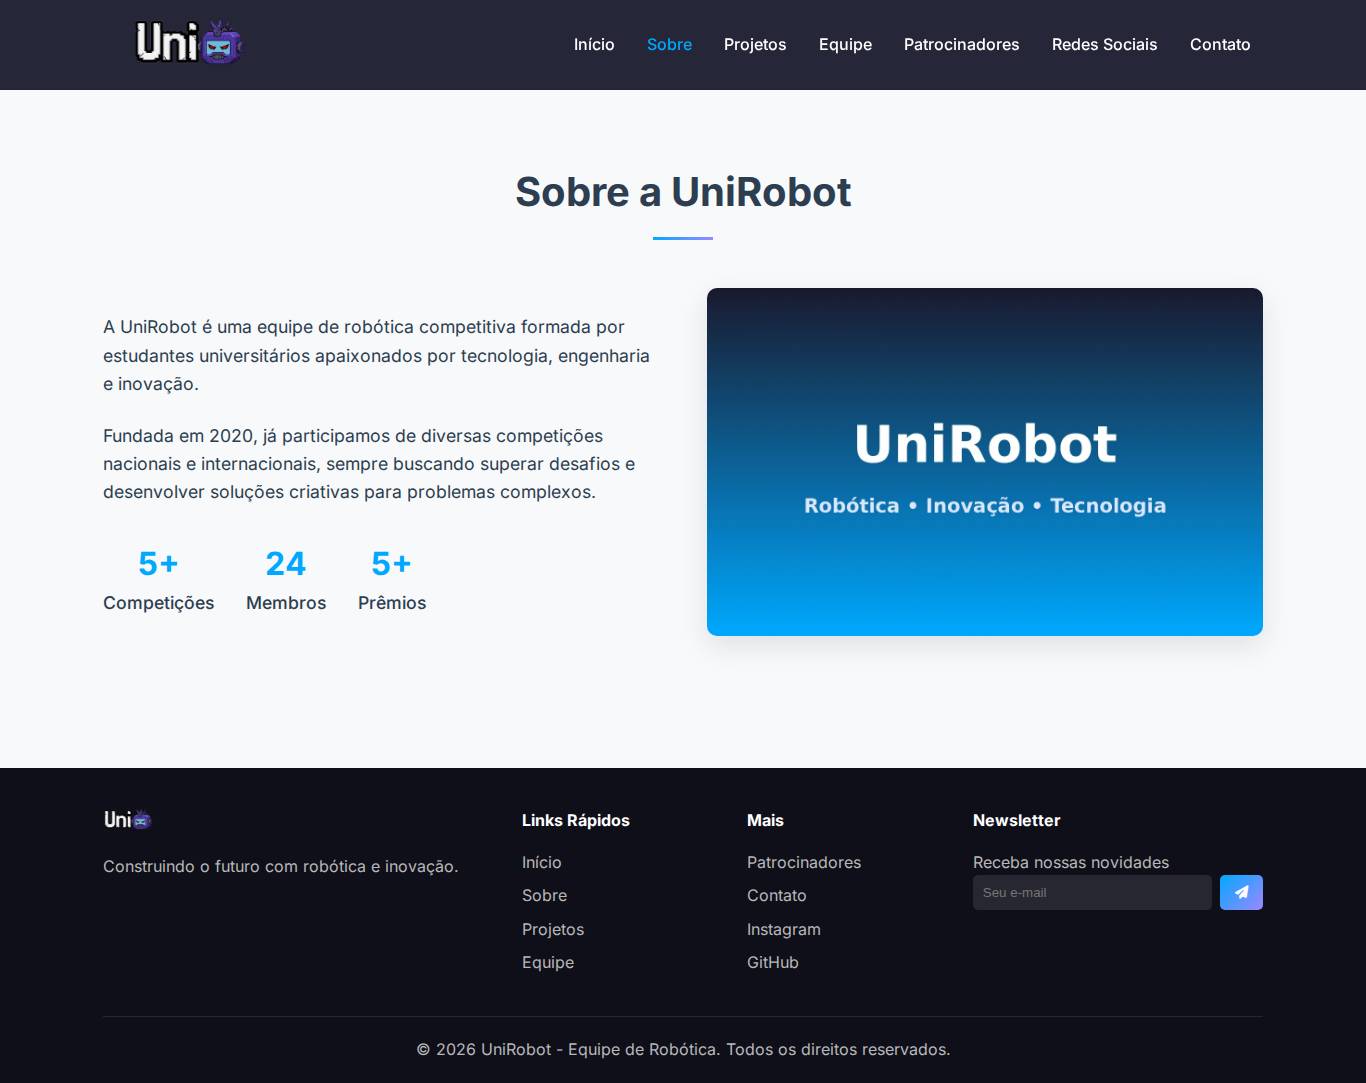 Uni
Início Sobre Projetos Equipe Patrocinadores Redes Sociais Contato
Sobre a UniRobot
A UniRobot é uma equipe de robótica competitiva formada por
estudantes universitários apaixonados por tecnologia, engenharia
e inovação.
Fundada em 2020, já participamos de diversas competições
nacionais e internacionais, sempre buscando superar desafios e
desenvolver soluções criativas para problemas complexos.
5+ 24 5+
Competições Membros Prêmios
UniRobot
Robótica • Inovação • Tecnologia
Uni
Construindo o futuro com robótica e inovação.
Links Rápidos
Início
Sobre
Projetos
Equipe
Mais
Patrocinadores
Contato
Instagram
GitHub
Newsletter
Receba nossas novidades
Seu e-mail
© 2026 UniRobot - Equipe de Robótica. Todos os direitos reservados.